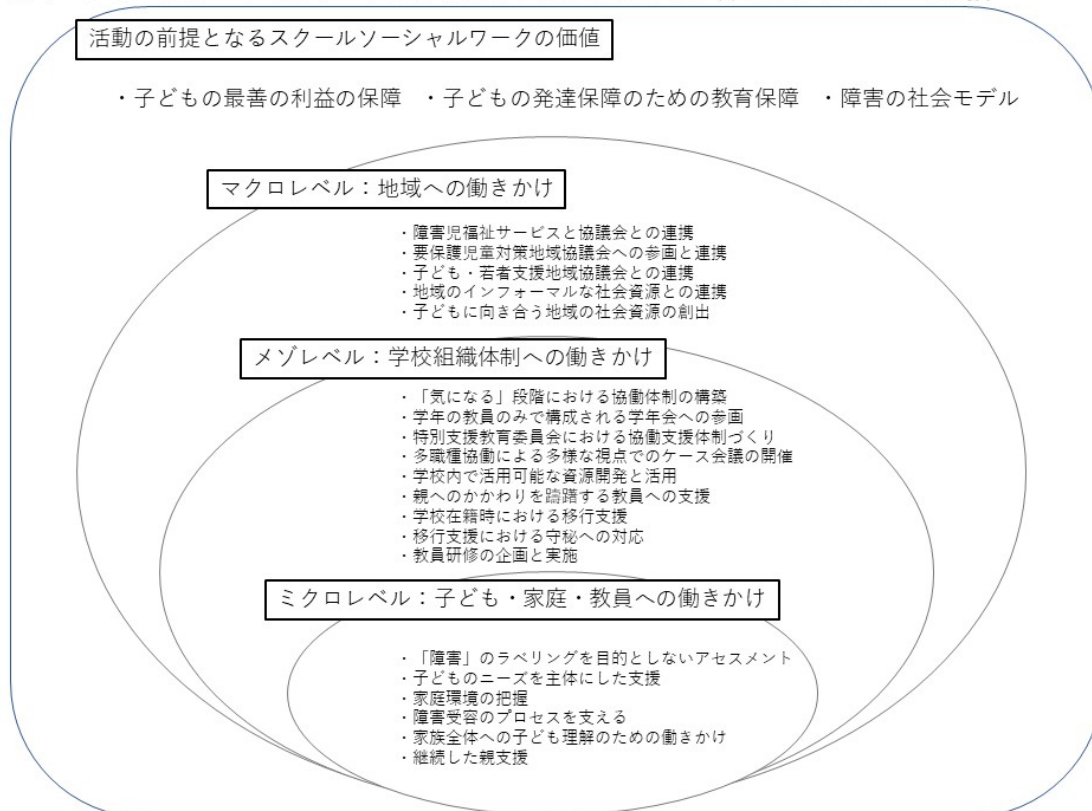 活動の前提となるスクールソーシャルワークの価値
・子どもの最善の利益の保障　・子どもの発達保障のための教育保障　・障害の社会モデル
マクロレベル：地域への働きかけ
・障害児福祉サービスと協議会との連携
・要保護児童対策地域協議会への参画と連携
・子ども・若者支援地域協議会との連携
・地域のインフォーマルな社会資源との連携
・子どもに向き合う地域の社会資源の創出
メゾレベル：学校組織体制への働きかけ
・「気になる」段階における協働体制の構築
・学年の教員のみで構成される学年会への参画
・特別支援教育委員会における協働支援体制づくり
・多職種協働による多様な視点でのケース会議の開催
・学校内で活用可能な資源開発と活用
・親へのかかわりを躊躇する教員への支援
・学校在籍時における移行支援
・移行支援における守秘への対応
・教員研修の企画と実施
ミクロレベル：子ども・家庭・教員への働きかけ
・「障害」のラベリングを目的としないアセスメント
・子どものニーズを主体にした支援
・家庭環境の把握
・障害受容のプロセスを支える
・家族全体への子ども理解のための働きかけ
・継続した親支援